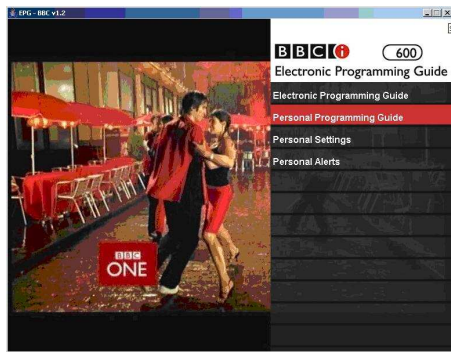 EPG - BBC v1.2
BBC i 600
Electronic Programming Guide
Electronic Programming Guide
Personal Programming Guide
Personal Settings
Personal Alerts
BBC
ONE